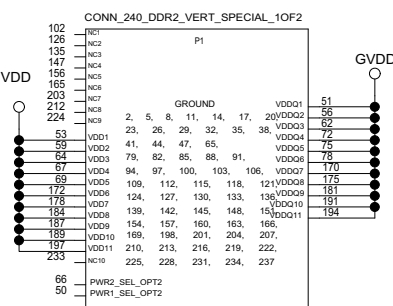 CONN_240_DDR2_VERT_SPECIAL_1OF2
P1
102 NC1
126 NC2
135 NC3
147 NC4
156 NC5
165 NC6
203 NC7
212 NC8
224 NC9
VDD
53 VDD1
59 VDD2
64 VDD3
67 VDD4
69 VDD5
172 VDD6
178 VDD7
184 VDD8
187 VDD9
189 VDD10
197 VDD11
233 NC10
66 PWR2_SEL_OPT2
50 PWR1_SEL_OPT2
GROUND
2, 5, 8, 11, 14, 17, 20,
23, 26, 29, 32, 35, 38,
41, 44, 47, 65,
79, 82, 85, 88, 91,
94, 97, 100, 103, 106,
109, 112, 115, 118, 121
124, 127, 130, 133, 136,
139, 142, 145, 148, 151,
154, 157, 160, 163, 166,
169, 198, 201, 204, 207,
210, 213, 216, 219, 222,
225, 228, 231, 234, 237
GVDD
VDDQ1 51
VDDQ2 56
VDDQ3 62
VDDQ4 72
VDDQ5 75
VDDQ6 78
VDDQ7 170
VDDQ8 175
VDDQ9 181
VDDQ10 191
VDDQ11 194